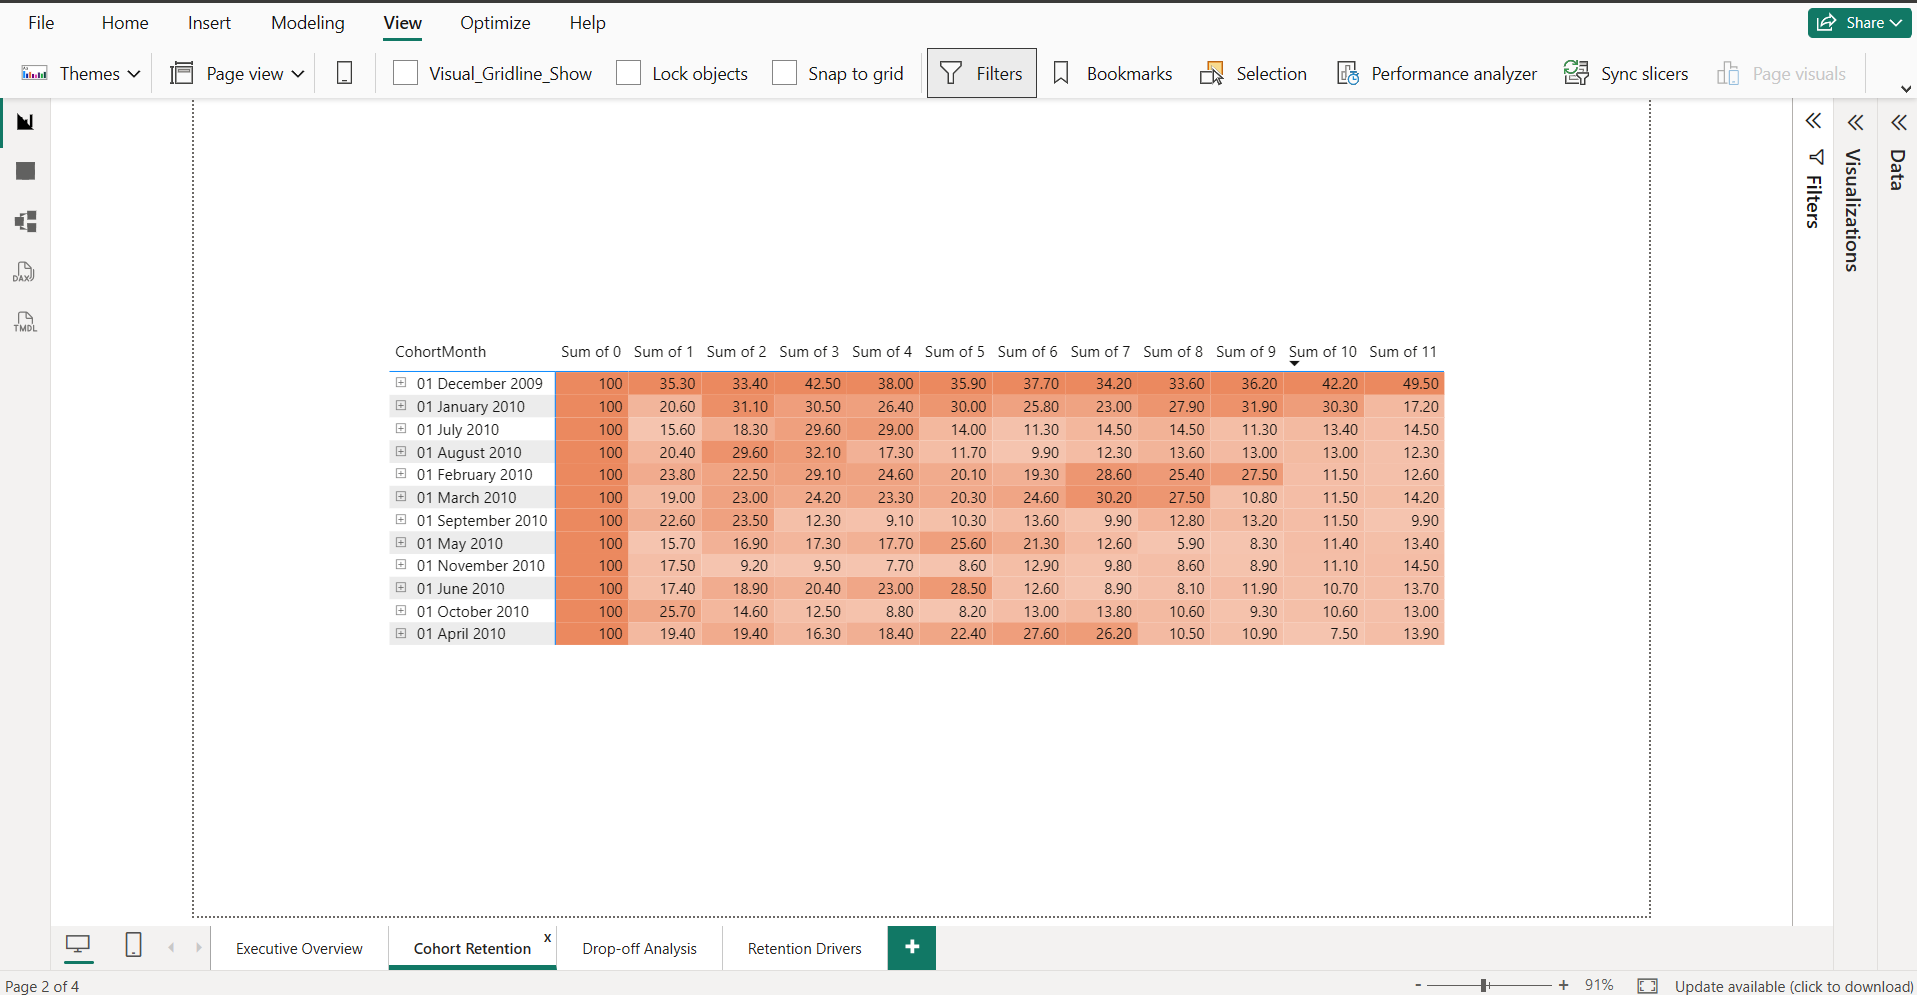 File Home Insert Modeling View Optimize Help Share
Themes Page view Visual_Gridline_Show Lock objects Snap to grid Filters Bookmarks Selection Performance analyzer Sync slicers Page visuals
DAX
TMDL
Filters
Visualizations
Data
CohortMonth Sum of 0 Sum of 1 Sum of 2 Sum of 3 Sum of 4 Sum of 5 Sum of 6 Sum of 7 Sum of 8 Sum of 9 Sum of 10 Sum of 11
01 December 2009 100 35.30 33.40 42.50 38.00 35.90 37.70 34.20 33.60 36.20 42.20 49.50
01 January 2010 100 20.60 31.10 30.50 26.40 30.00 25.80 23.00 27.90 31.90 30.30 17.20
01 July 2010 100 15.60 18.30 29.60 29.00 14.00 11.30 14.50 14.50 11.30 13.40 14.50
01 August 2010 100 20.40 29.60 32.10 17.30 11.70 9.90 12.30 13.60 13.00 13.00 12.30
01 February 2010 100 23.80 22.50 29.10 24.60 20.10 19.30 28.60 25.40 27.50 11.50 12.60
01 March 2010 100 19.00 23.00 24.20 23.30 20.30 24.60 30.20 27.50 10.80 11.50 14.20
01 September 2010 100 22.60 23.50 12.30 9.10 10.30 13.60 9.90 12.80 13.20 11.50 9.90
01 May 2010 100 15.70 16.90 17.30 17.70 25.60 21.30 12.60 5.90 8.30 11.40 13.40
01 November 2010 100 17.50 9.20 9.50 7.70 8.60 12.90 9.80 8.60 8.90 11.10 14.50
01 June 2010 100 17.40 18.90 20.40 23.00 28.50 12.60 8.90 8.10 11.90 10.70 13.70
01 October 2010 100 25.70 14.60 12.50 8.80 8.20 13.00 13.80 10.60 9.30 10.60 13.00
01 April 2010 100 19.40 19.40 16.30 18.40 22.40 27.60 26.20 10.50 10.90 7.50 13.90
Executive Overview Cohort Retention x Drop-off Analysis Retention Drivers +
Page 2 of 4 - + 91% Update available (click to download)